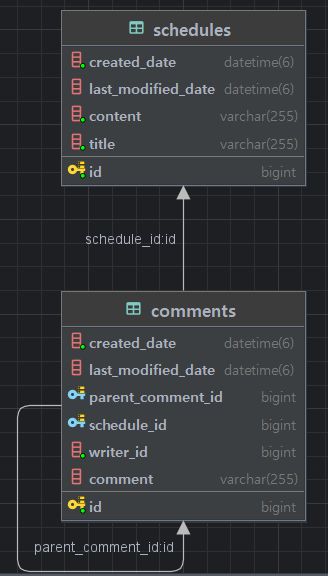 schedules
created_date datetime(6)
last_modified_date datetime(6)
content varchar(255)
title varchar(255)
id bigint
schedule_id:id
comments
created_date datetime(6)
last_modified_date datetime(6)
parent_comment_id bigint
schedule_id bigint
writer_id bigint
comment varchar(255)
id bigint
parent_comment_id:id